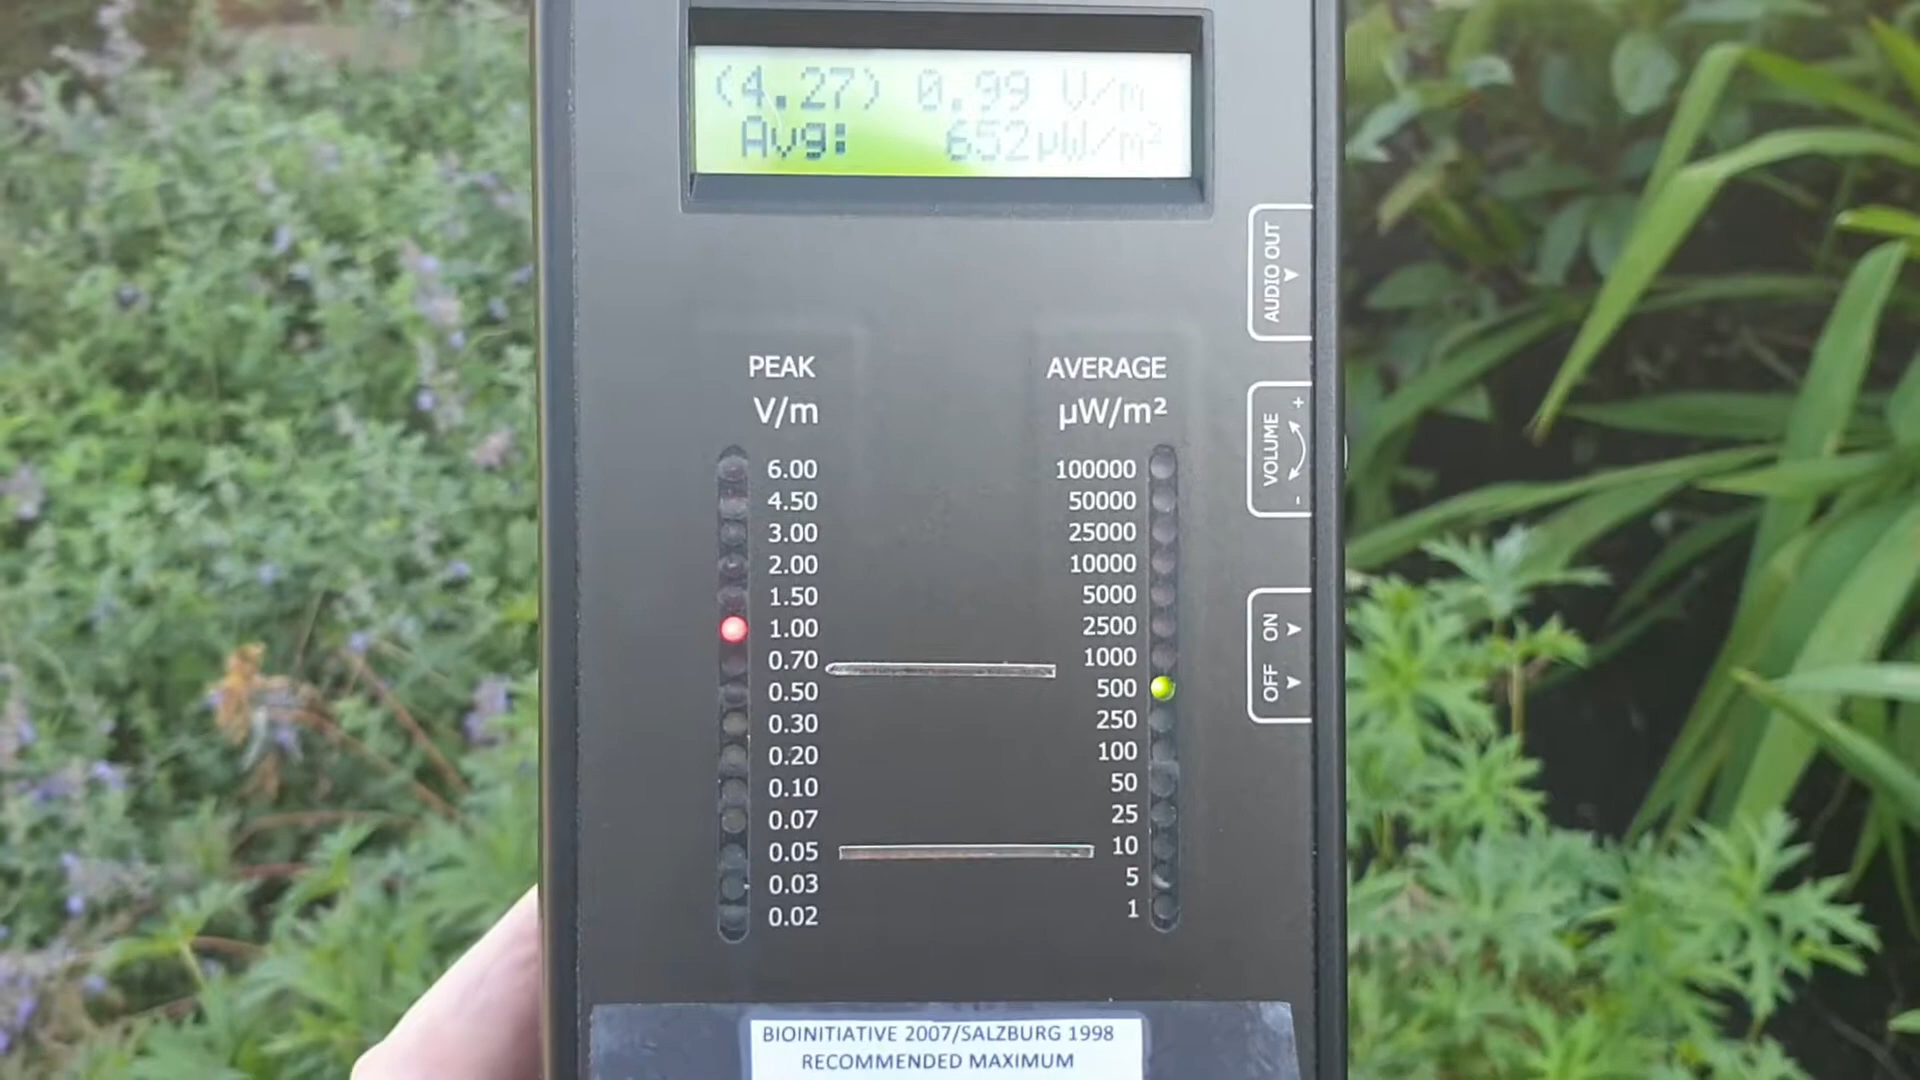 (4.27) 0.99 V/m
Avg: 652µW/m²
AUDIO OUT
PEAK
V/m
AVERAGE
µW/m²
VOLUME
- +
OFF ON
6.00
4.50
3.00
2.00
1.50
1.00
0.70
0.50
0.30
0.20
0.10
0.07
0.05
0.03
0.02
100000
50000
25000
10000
5000
2500
1000
500
250
100
50
25
10
5
1
BIOINITIATIVE 2007/SALZBURG 1998
RECOMMENDED MAXIMUM